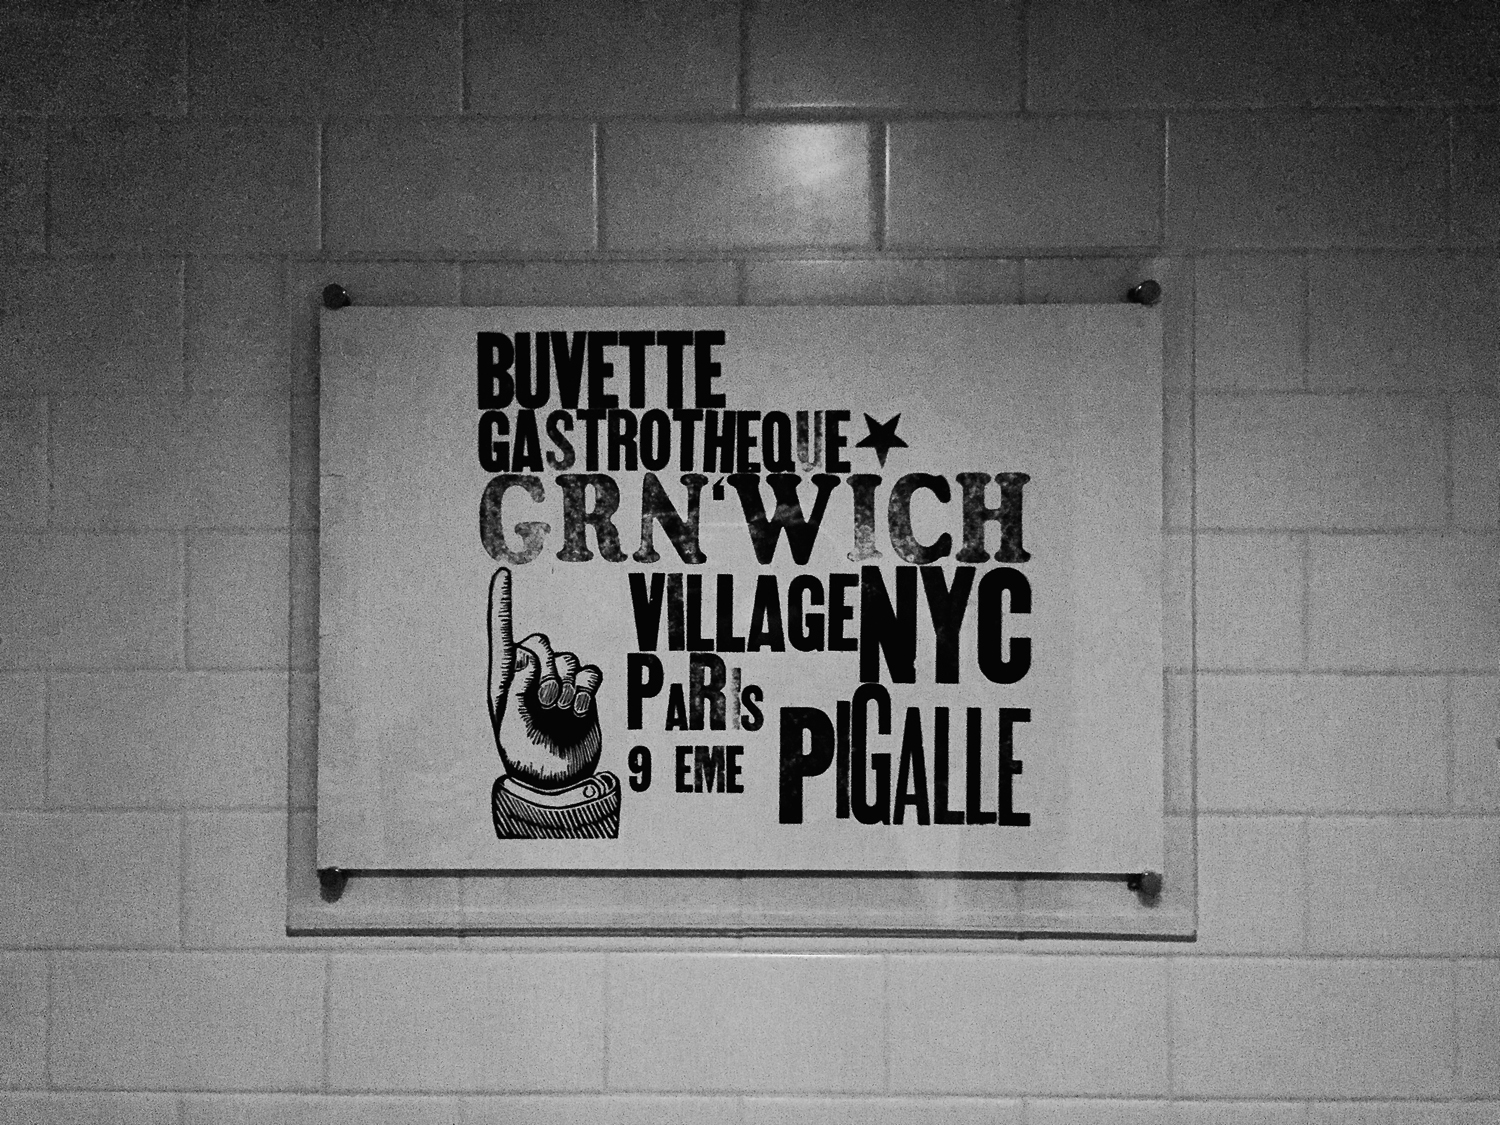 BUVETTE
GASTROTHEQUE★
GRN‘WICH
VILLAGE NYC
PARIS
9 EME PIGALLE